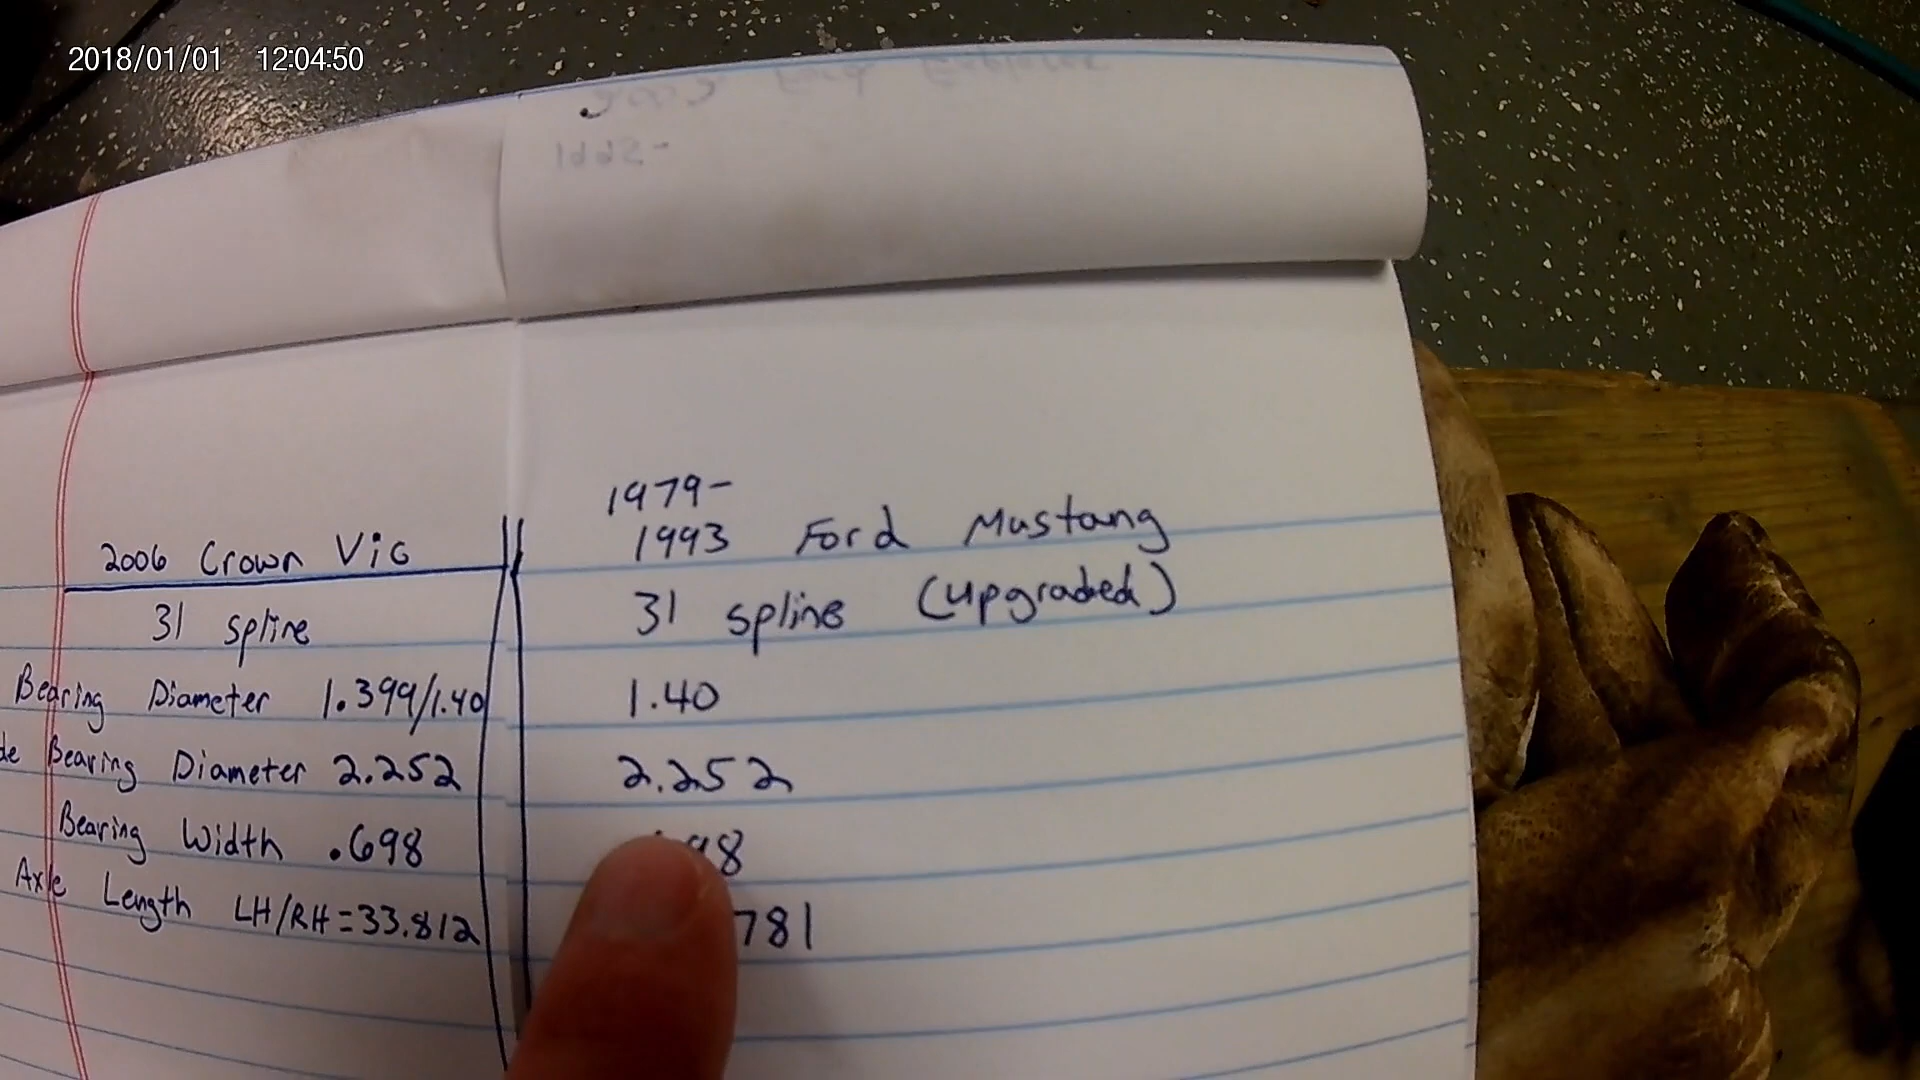 2018/01/01 12:04:50
2006 Crown Vic
31 spline
Bearing Diameter 1.399/1.40
Bearing Diameter 2.252
Bearing Width .698
Axle Length LH/RH=33.812
1979-
1993 Ford Mustang
31 spline (upgraded)
1.40
2.252
98
781